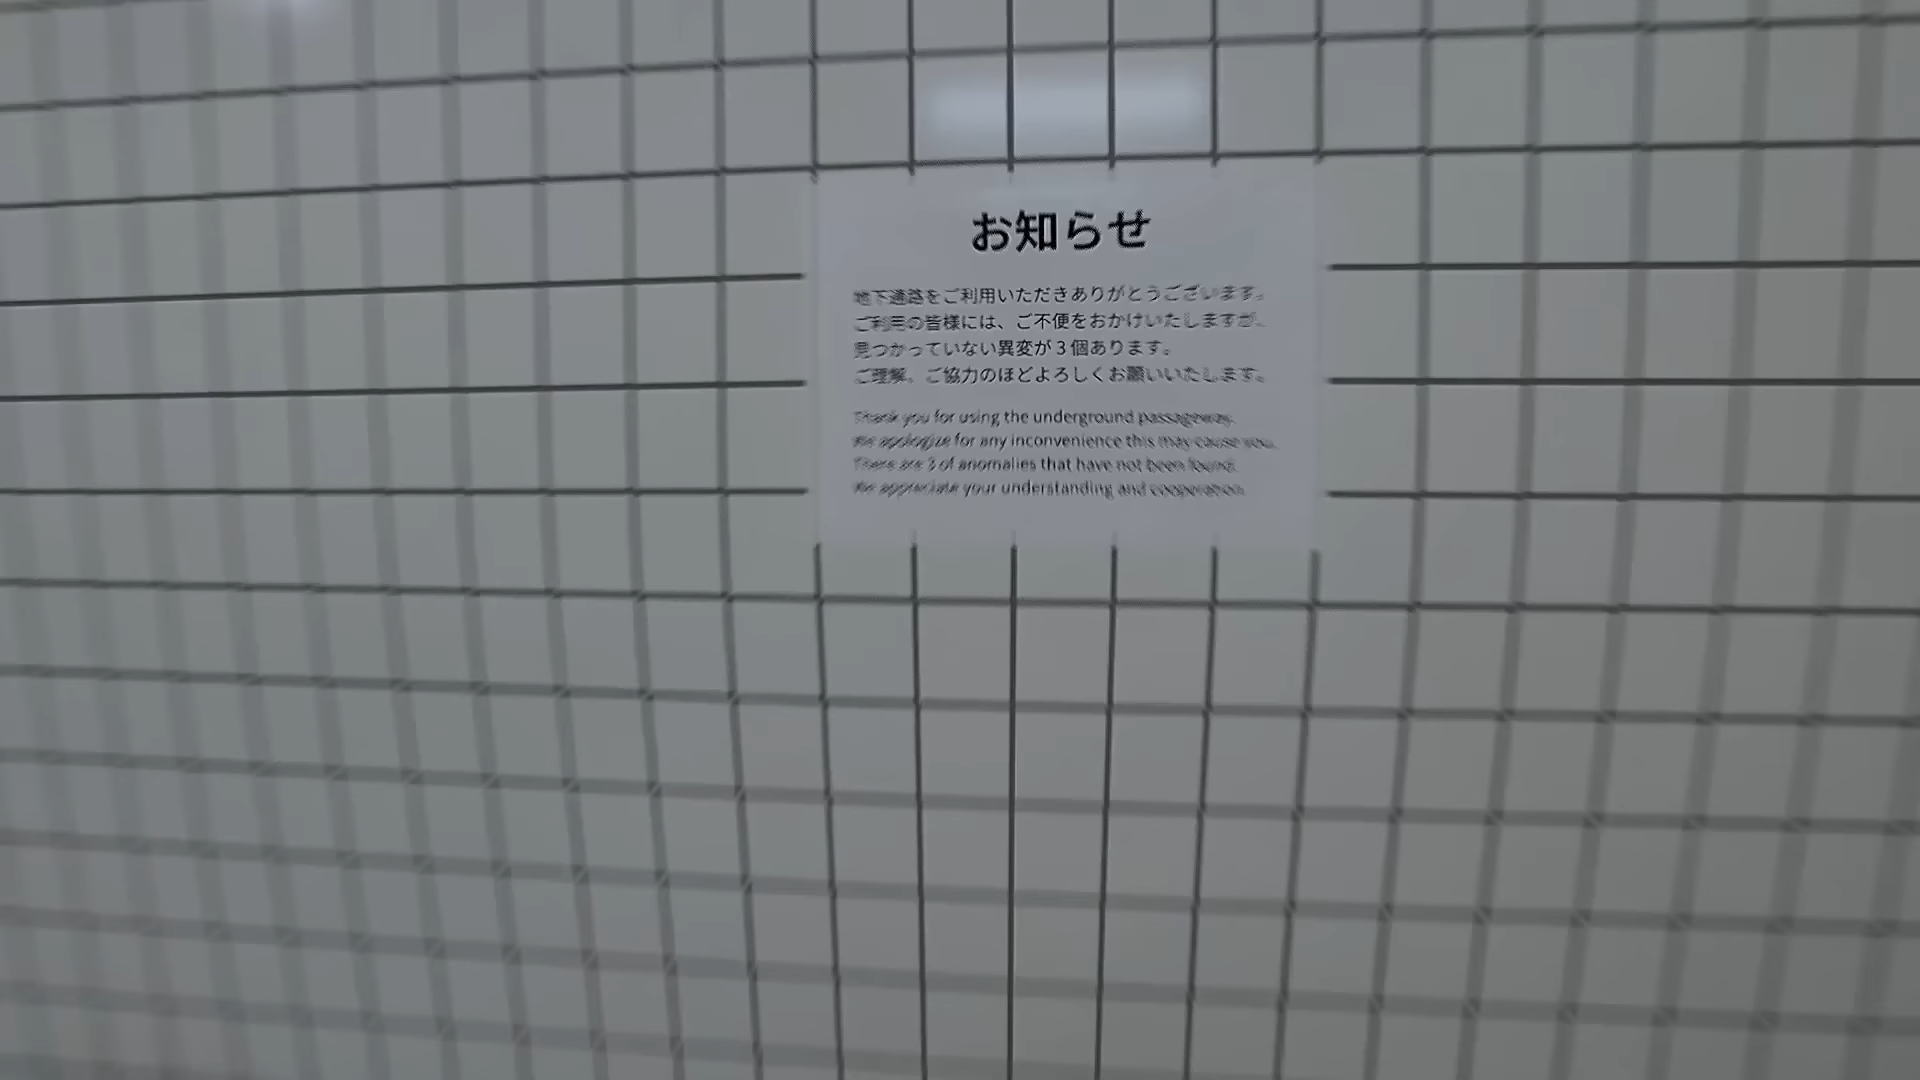 お知らせ
地下通路をご利用いただきありがとうございます。
ご利用の皆様には、ご不便をおかけいたしますが、
見つかっていない異変が3個あります。
ご理解、ご協力のほどよろしくお願いいたします。
Thank you for using the underground passageway.
We apologize for any inconvenience this may cause you.
There are 3 of anomalies that have not been found.
We appreciate your understanding and cooperation.